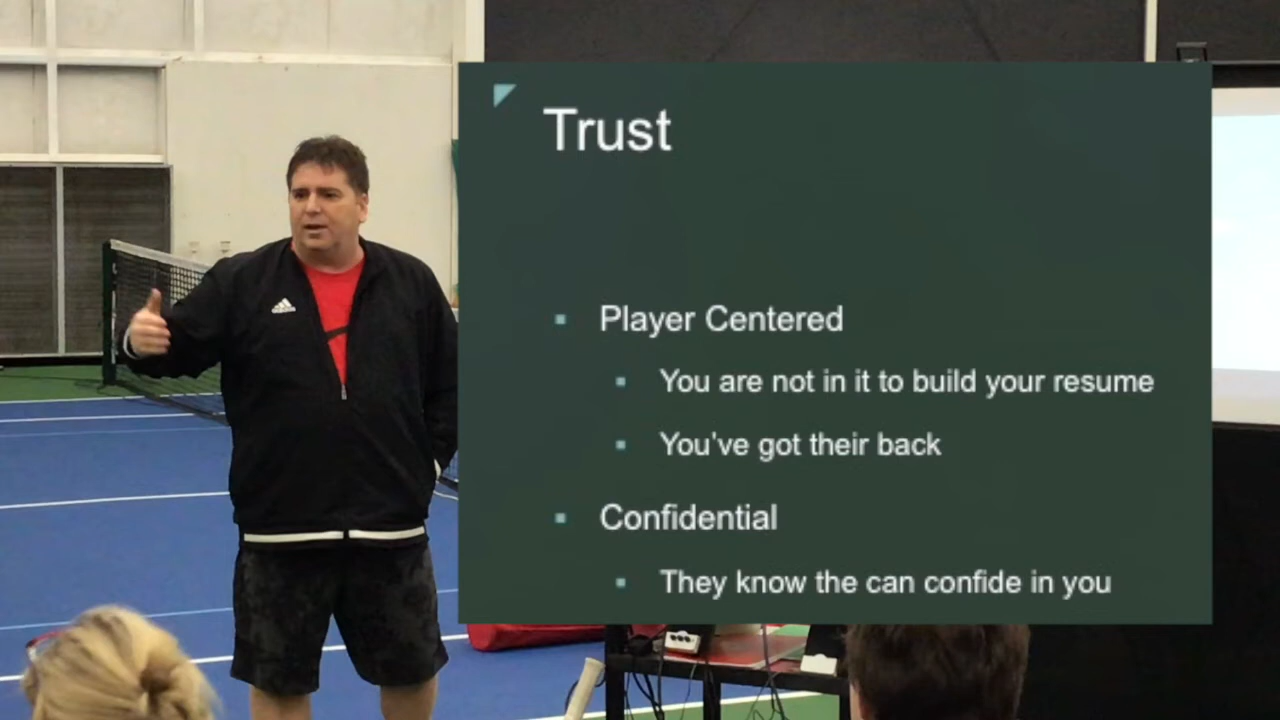 Trust
Player Centered
You are not in it to build your resume
You've got their back
Confidential
They know the can confide in you
adidas